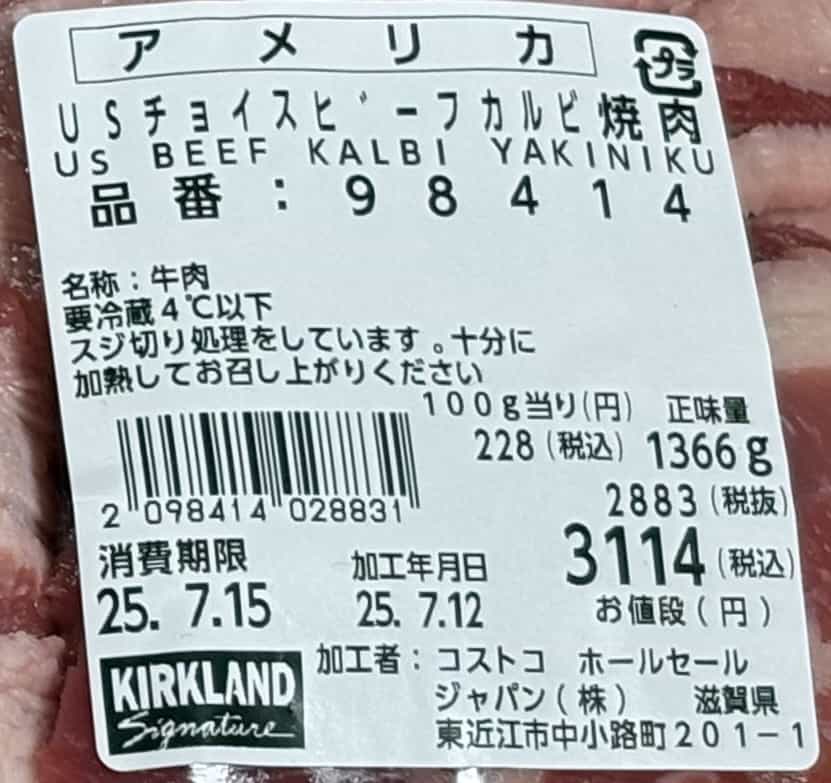 アメリカ
プラ
USチョイスビーフカルビ焼肉
US BEEF KALBI YAKINIKU
品番:98414
名称:牛肉
要冷蔵4℃以下
スジ切り処理をしています。十分に
加熱してお召し上がりください
100g当り(円) 正味量
228(税込) 1366g
2883(税抜)
3114(税込)
お値段(円)
2 098414 028831
消費期限 加工年月日
25. 7.15 25. 7.12
KIRKLAND
Signature
加工者:コストコ ホールセール
ジャパン(株) 滋賀県
東近江市中小路町201-1